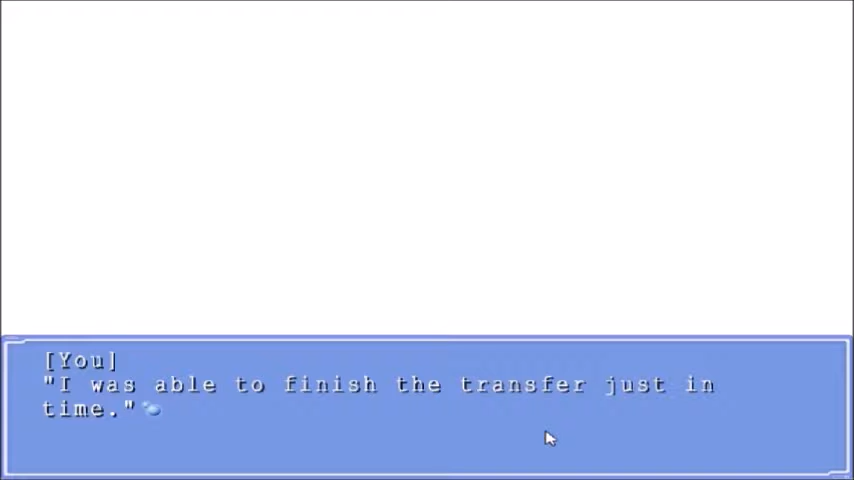 [You]
"I was able to finish the transfer just in
time."